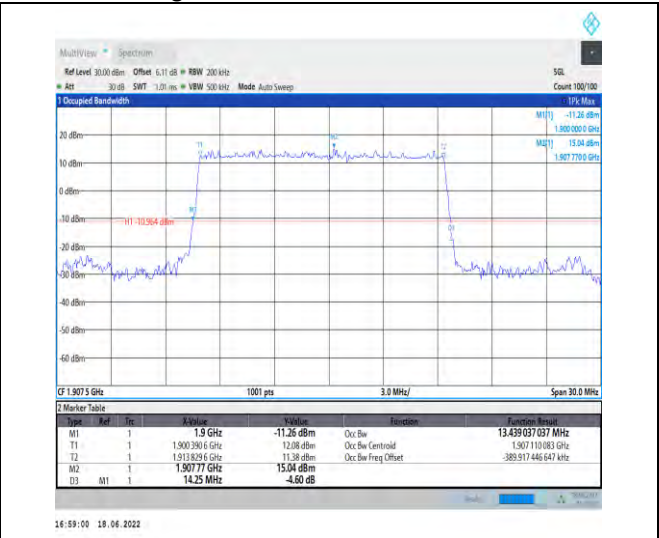 MultiView Spectrum
Ref Level 30.00 dBm Offset 6.11 dB RBW 200 kHz SGL
Att 30 dB SWT 1.01 ms VBW 500 kHz Mode Auto Sweep Count 100/100
1 Occupied Bandwidth 1Pk Max
M1[1] -11.26 dBm
1.900 000 0 GHz
20 dBm M2[1] 15.04 dBm
1.907 770 0 GHz
T1 M2 T2
10 dBm
0 dBm
M1
-10 dBm H1 -10.964 dBm
D3
-20 dBm
-30 dBm
-40 dBm
-50 dBm
-60 dBm
CF 1.907 5 GHz 1001 pts 3.0 MHz/ Span 30.0 MHz
2 Marker Table
Type Ref Trc X-Value Y-Value Function Function Result
M1 1 1.9 GHz -11.26 dBm Occ Bw 13.439 037 037 MHz
T1 1 1.900 390 6 GHz 12.08 dBm Occ Bw Centroid 1.907 110 083 GHz
T2 1 1.913 829 6 GHz 11.38 dBm Occ Bw Freq Offset -389.917 446 647 kHz
M2 1 1.907 77 GHz 15.04 dBm
D3 M1 1 14.25 MHz -4.60 dB
16:59:00 18.06.2022